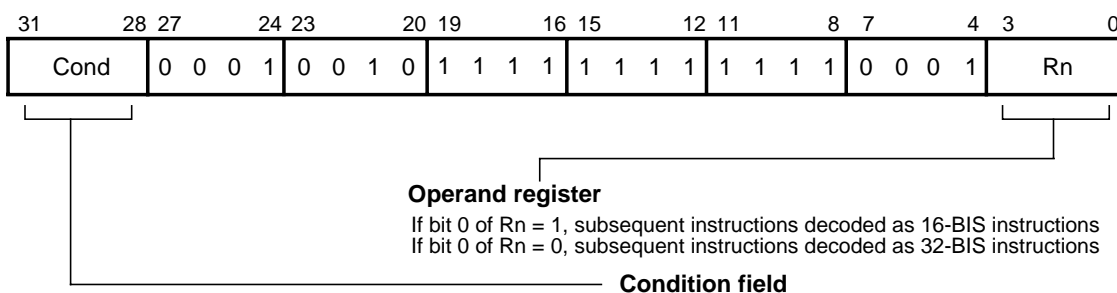 31 28 27 24 23 20 19 16 15 12 11 8 7 4 3 0
Cond 0 0 0 1 0 0 1 0 1 1 1 1 1 1 1 1 1 1 1 1 0 0 0 1 Rn
Operand register
If bit 0 of Rn = 1, subsequent instructions decoded as 16-BIS instructions
If bit 0 of Rn = 0, subsequent instructions decoded as 32-BIS instructions
Condition field